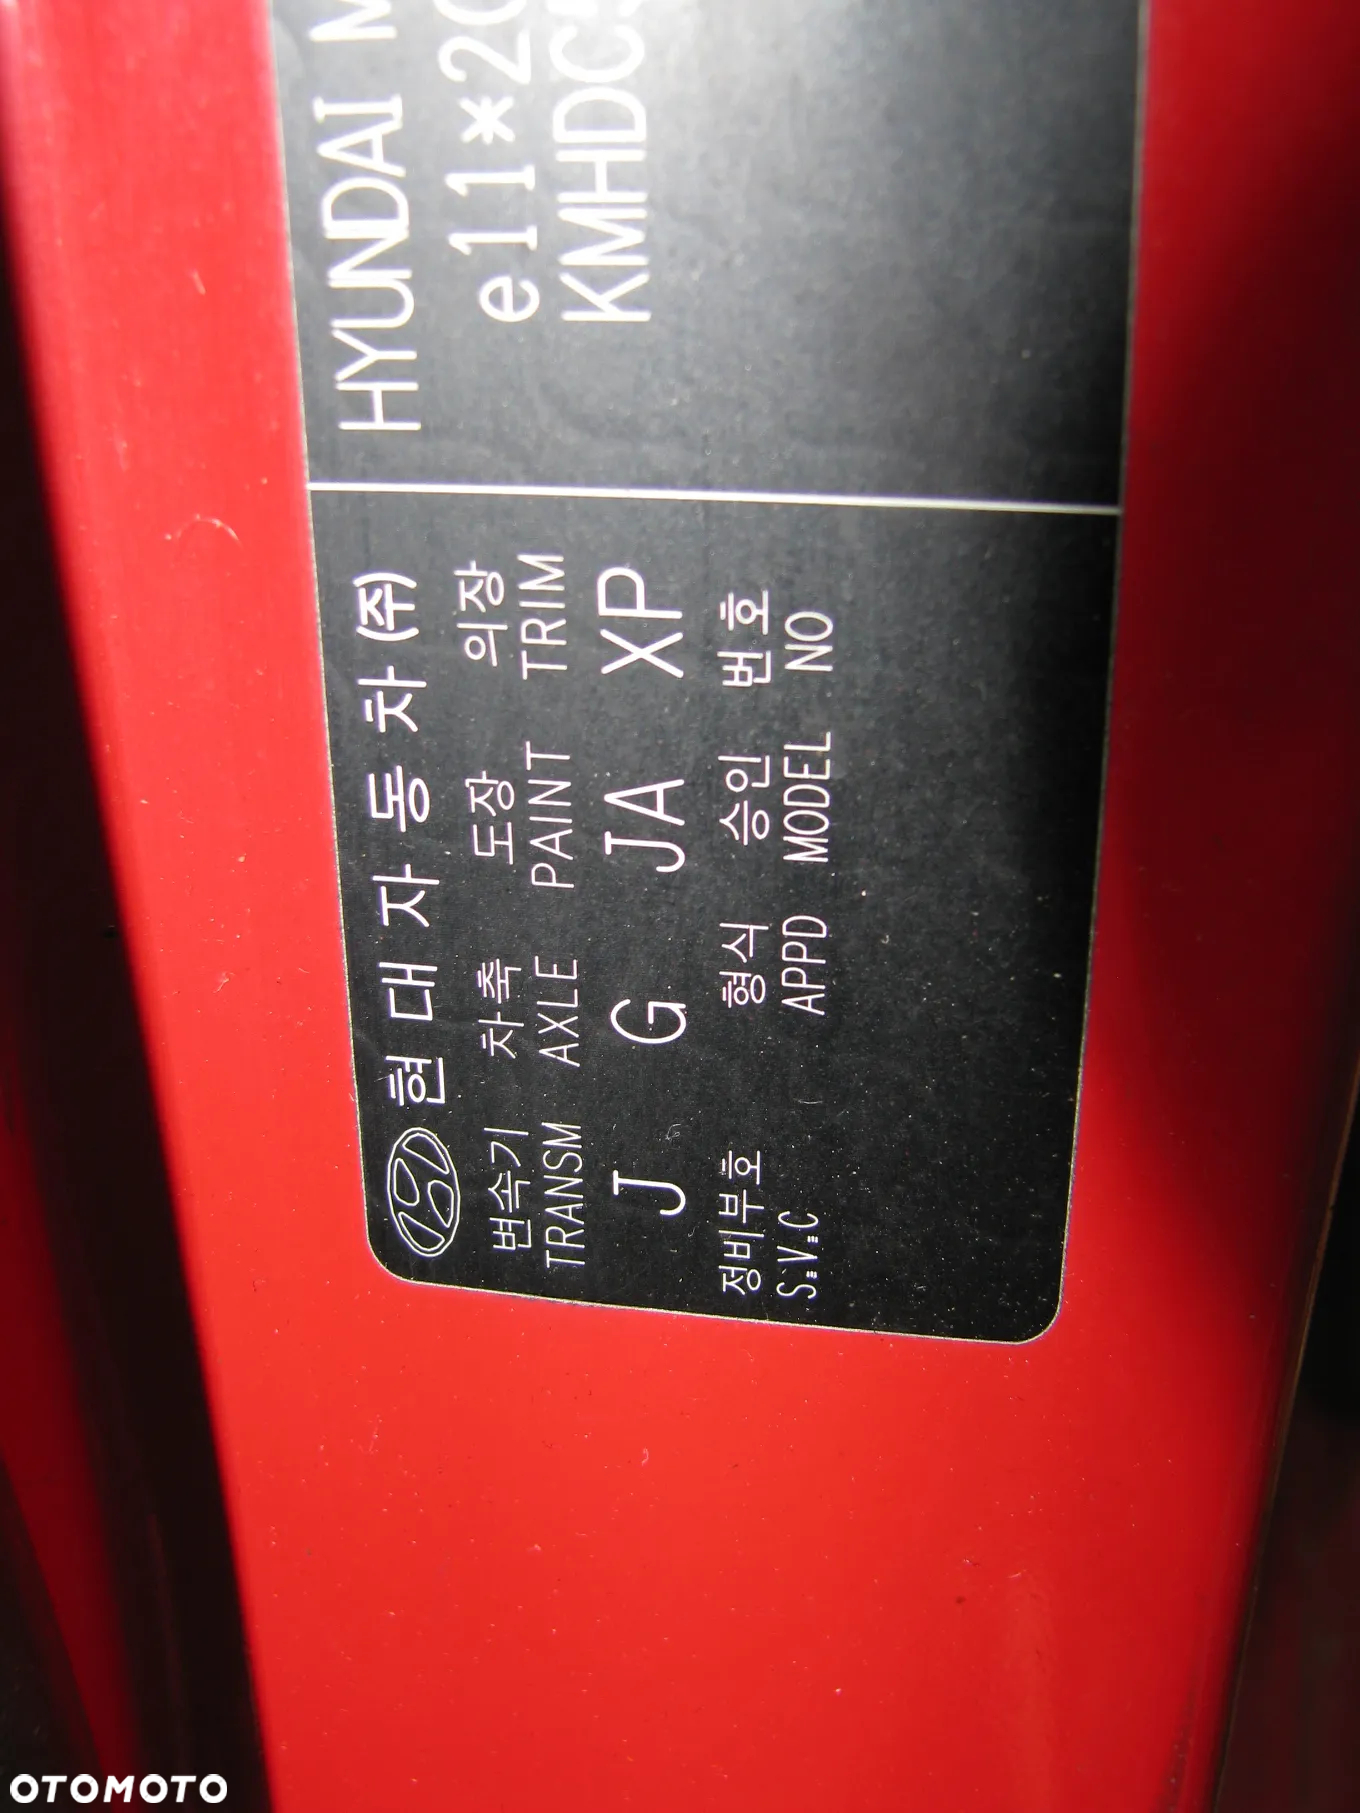 현대자동차(주)
변속기 차축 도장 의장
TRANSM AXLE PAINT TRIM
J G JA XP
정비부호 형식 승인 번호
S.V.C APPD MODEL NO
HYUNDAI M
e11*20
KMHDC5
OTOMOTO